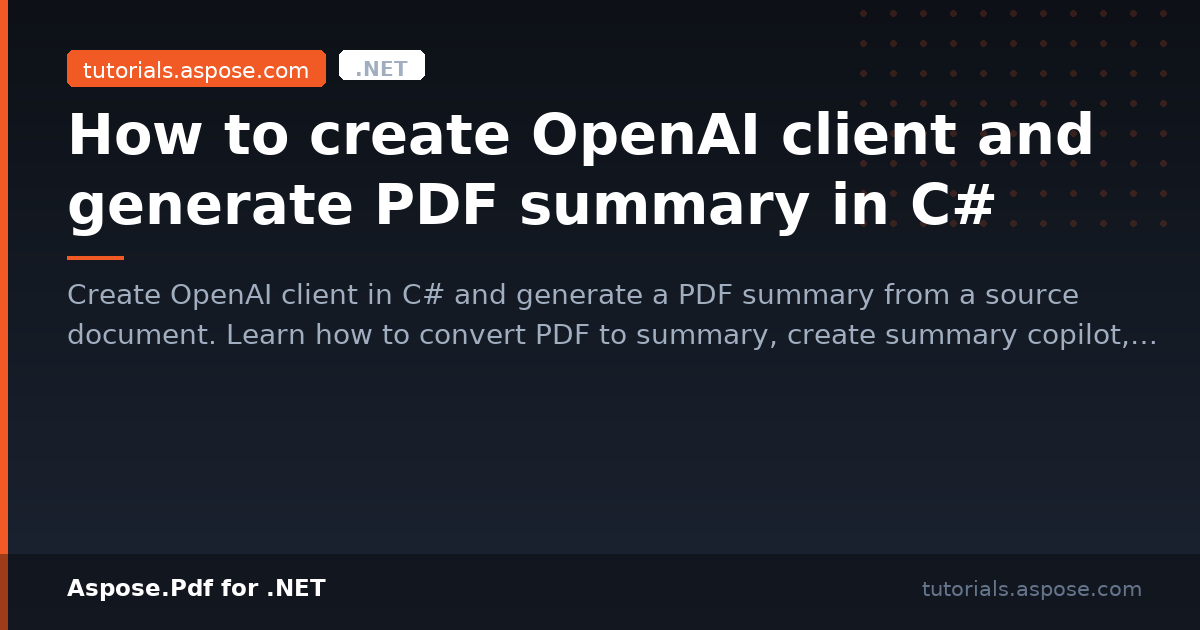 tutorials.aspose.com
.NET
How to create OpenAI client and
generate PDF summary in C#
Create OpenAI client in C# and generate a PDF summary from a source
document. Learn how to convert PDF to summary, create summary copilot,…
Aspose.Pdf for .NET
tutorials.aspose.com